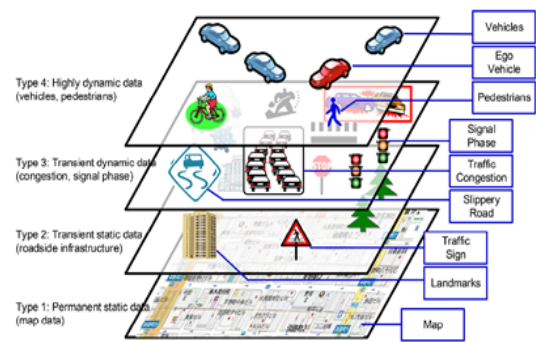 Vehicles
Ego
Vehicle
Type 4: Highly dynamic data
(vehicles, pedestrians)
Pedestrians
Signal
Phase
Type 3: Transient dynamic data
(congestion, signal phase)
Traffic
Congestion
STOP
Slippery
Road
Type 2: Transient static data
(roadside infrastructure)
Traffic
Sign
Landmarks
Type 1: Permanent static data
(map data)
Map